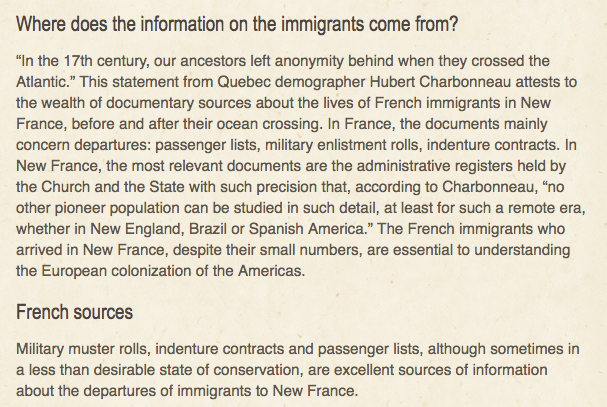 Where does the information on the immigrants come from?
“In the 17th century, our ancestors left anonymity behind when they crossed the
Atlantic.” This statement from Quebec demographer Hubert Charbonneau attests to
the wealth of documentary sources about the lives of French immigrants in New
France, before and after their ocean crossing. In France, the documents mainly
concern departures: passenger lists, military enlistment rolls, indenture contracts. In
New France, the most relevant documents are the administrative registers held by
the Church and the State with such precision that, according to Charbonneau, “no
other pioneer population can be studied in such detail, at least for such a remote era,
whether in New England, Brazil or Spanish America.” The French immigrants who
arrived in New France, despite their small numbers, are essential to understanding
the European colonization of the Americas.
French sources
Military muster rolls, indenture contracts and passenger lists, although sometimes in
a less than desirable state of conservation, are excellent sources of information
about the departures of immigrants to New France.